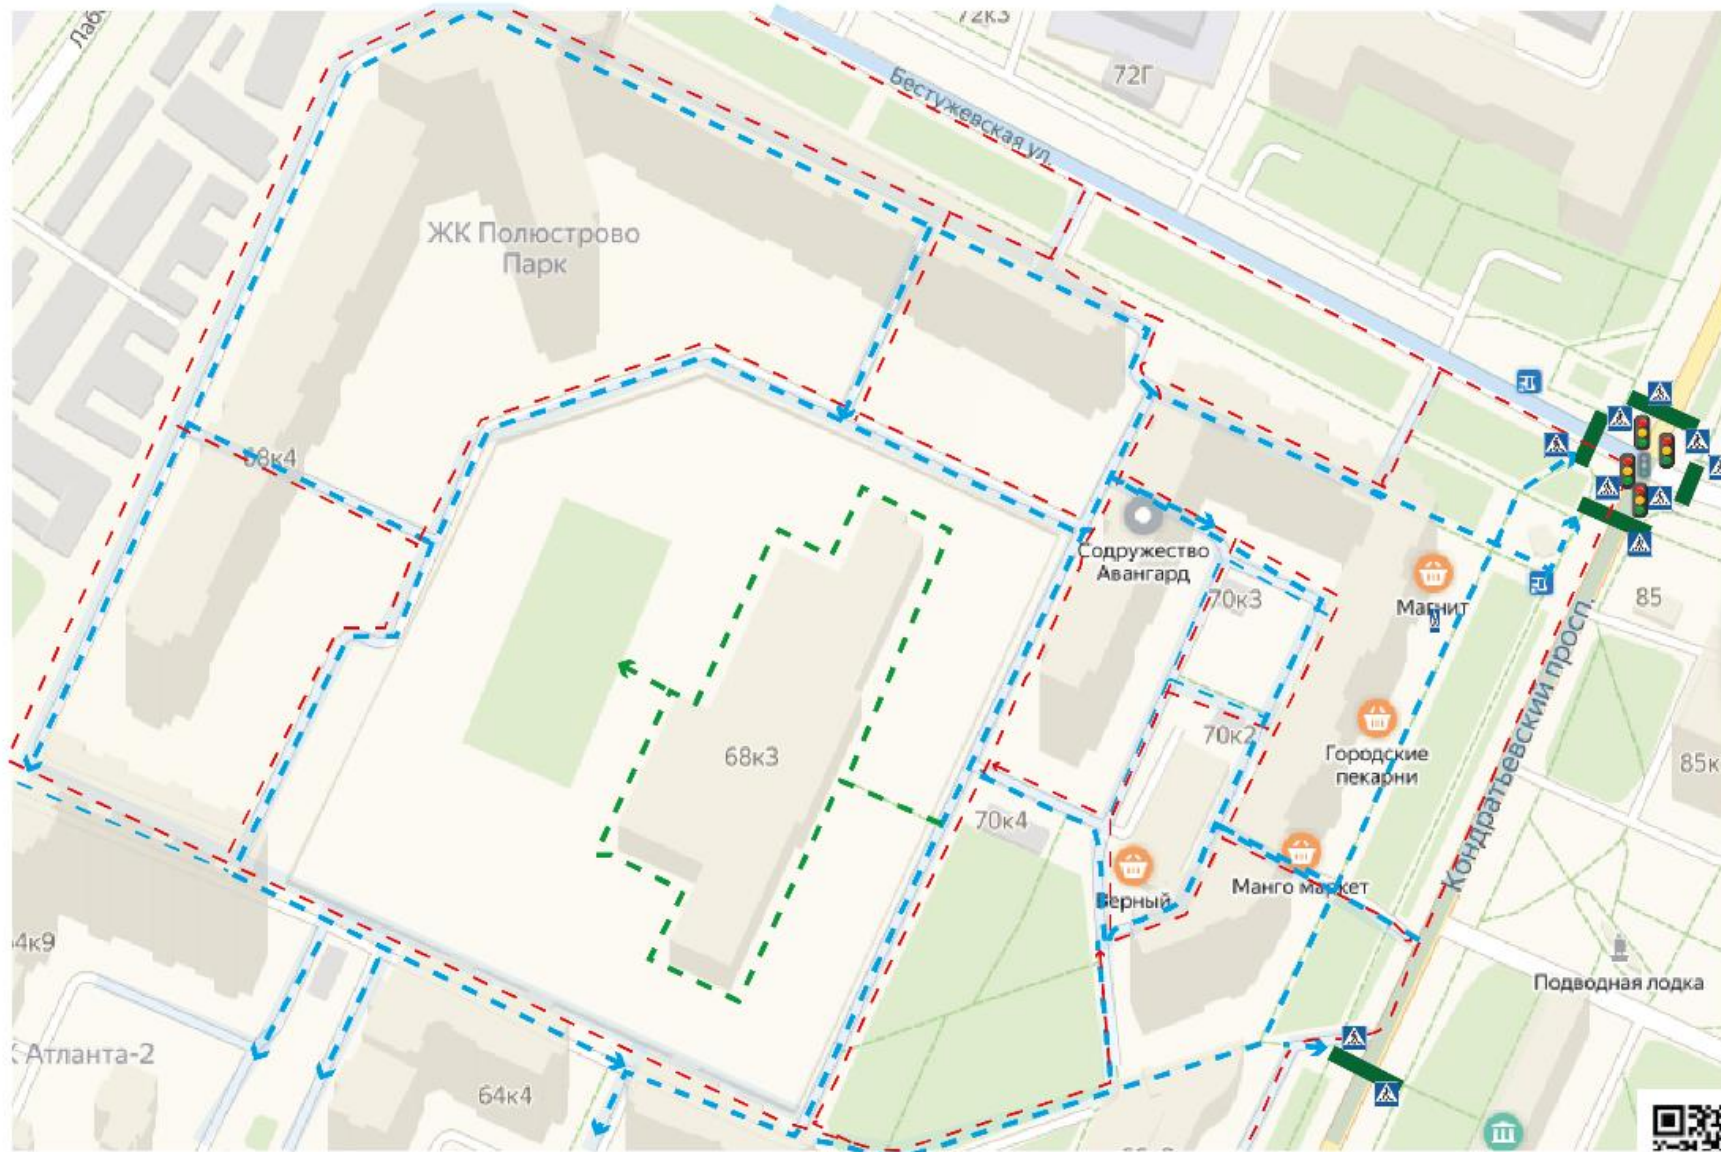 72к3
72Г
Бестужевская ул.
ЖК Полюстрово
Парк
68к4
Содружество
Авангард
70к3
Магнит
85
70к2
Городские
пекарни
68к3
85к
70к4
Кондратьевский просп.
Манго маркет
Верный
4к9
Подводная лодка
К Атланта-2
64к4